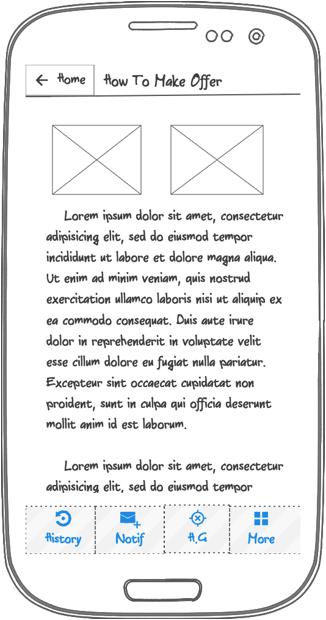 Home How To Make Offer
Lorem ipsum dolor sit amet, consectetur
adipisicing elit, sed do eiusmod tempor
incididunt ut labore et dolore magna aliqua.
Ut enim ad minim veniam, quis nostrud
exercitation ullamco laboris nisi ut aliquip ex
ea commodo consequat. Duis aute irure
dolor in reprehenderit in voluptate velit
esse cillum dolore eu fugiat nulla pariatur.
Excepteur sint occaecat cupidatat non
proident, sunt in culpa qui officia deserunt
mollit anim id est laborum.
Lorem ipsum dolor sit amet, consectetur
adipisicing elit, sed do eiusmod tempor
History Notif H.G More